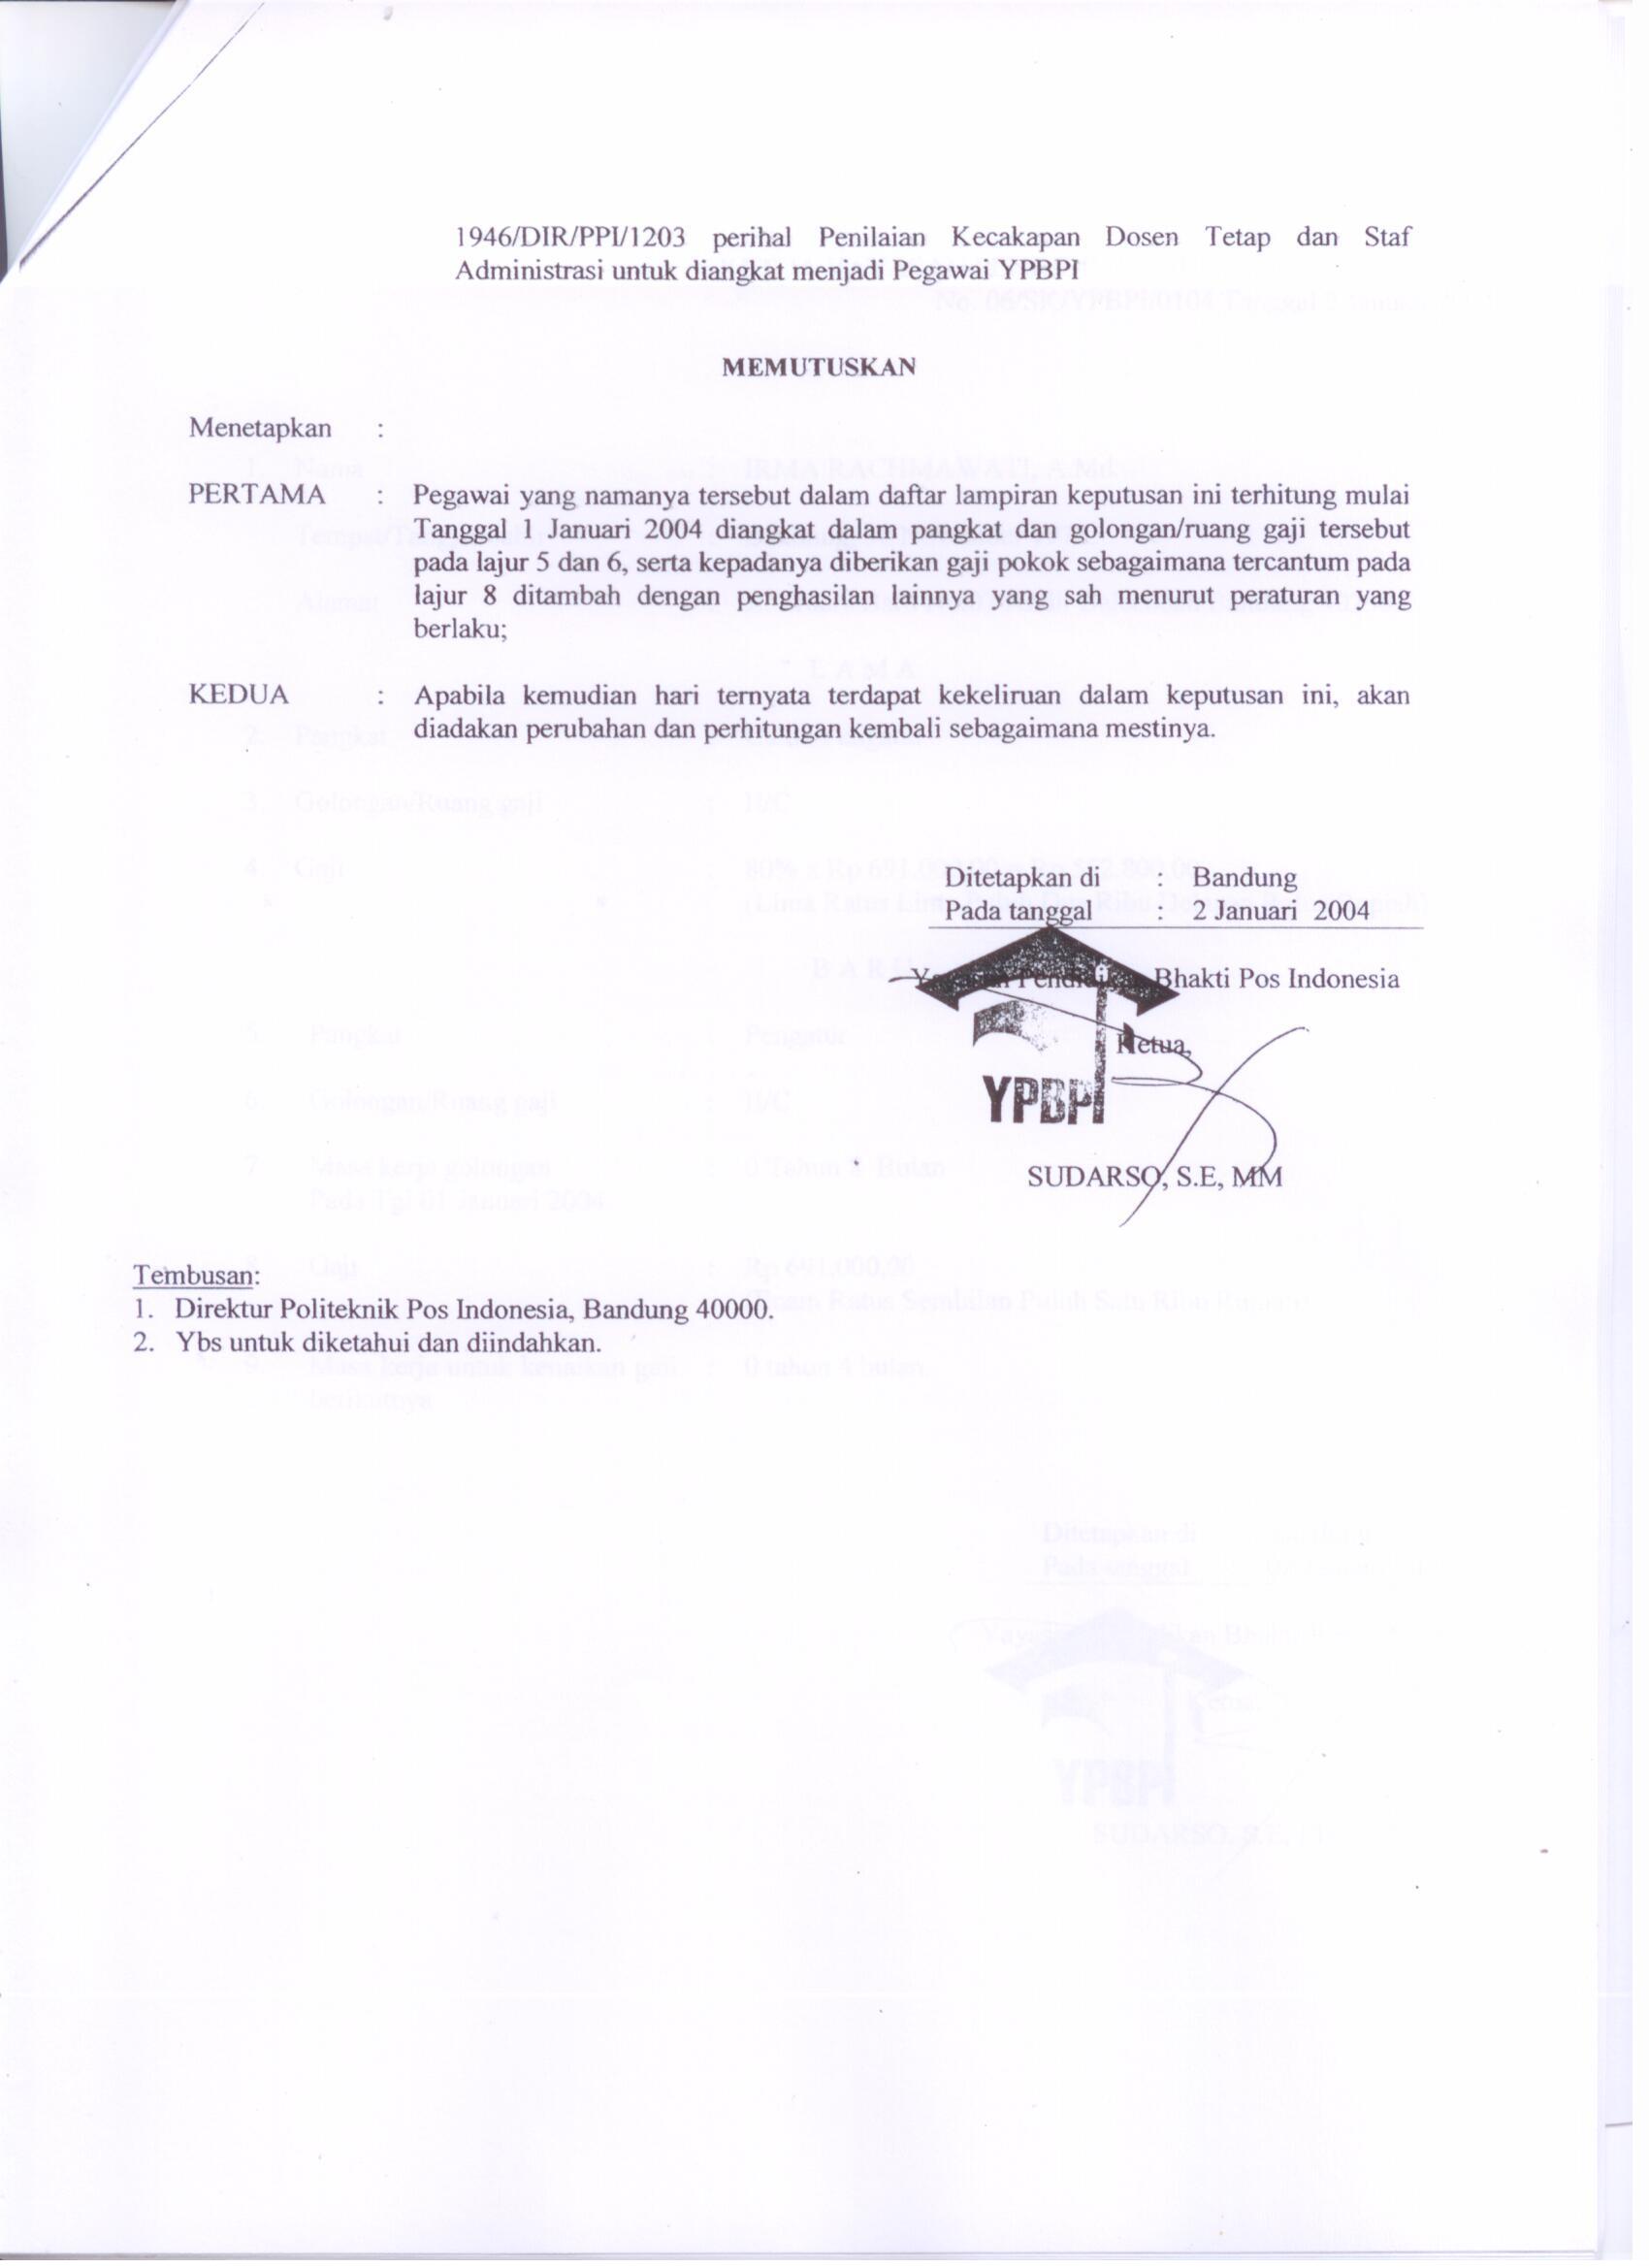 1946/DIR/PPI/1203 perihal Penilaian Kecakapan Dosen Tetap dan Staf
Administrasi untuk diangkat menjadi Pegawai YPBPI
MEMUTUSKAN
Menetapkan :
PERTAMA : Pegawai yang namanya tersebut dalam daftar lampiran keputusan ini terhitung mulai
Tanggal 1 Januari 2004 diangkat dalam pangkat dan golongan/ruang gaji tersebut
pada lajur 5 dan 6, serta kepadanya diberikan gaji pokok sebagaimana tercantum pada
lajur 8 ditambah dengan penghasilan lainnya yang sah menurut peraturan yang
berlaku;
KEDUA : Apabila kemudian hari ternyata terdapat kekeliruan dalam keputusan ini, akan
diadakan perubahan dan perhitungan kembali sebagaimana mestinya.
Ditetapkan di : Bandung
Pada tanggal : 2 Januari 2004
Bhakti Pos Indonesia
Ketua,
YPBPI
SUDARSO, S.E, MM
Tembusan:
1. Direktur Politeknik Pos Indonesia, Bandung 40000.
2. Ybs untuk diketahui dan diindahkan.